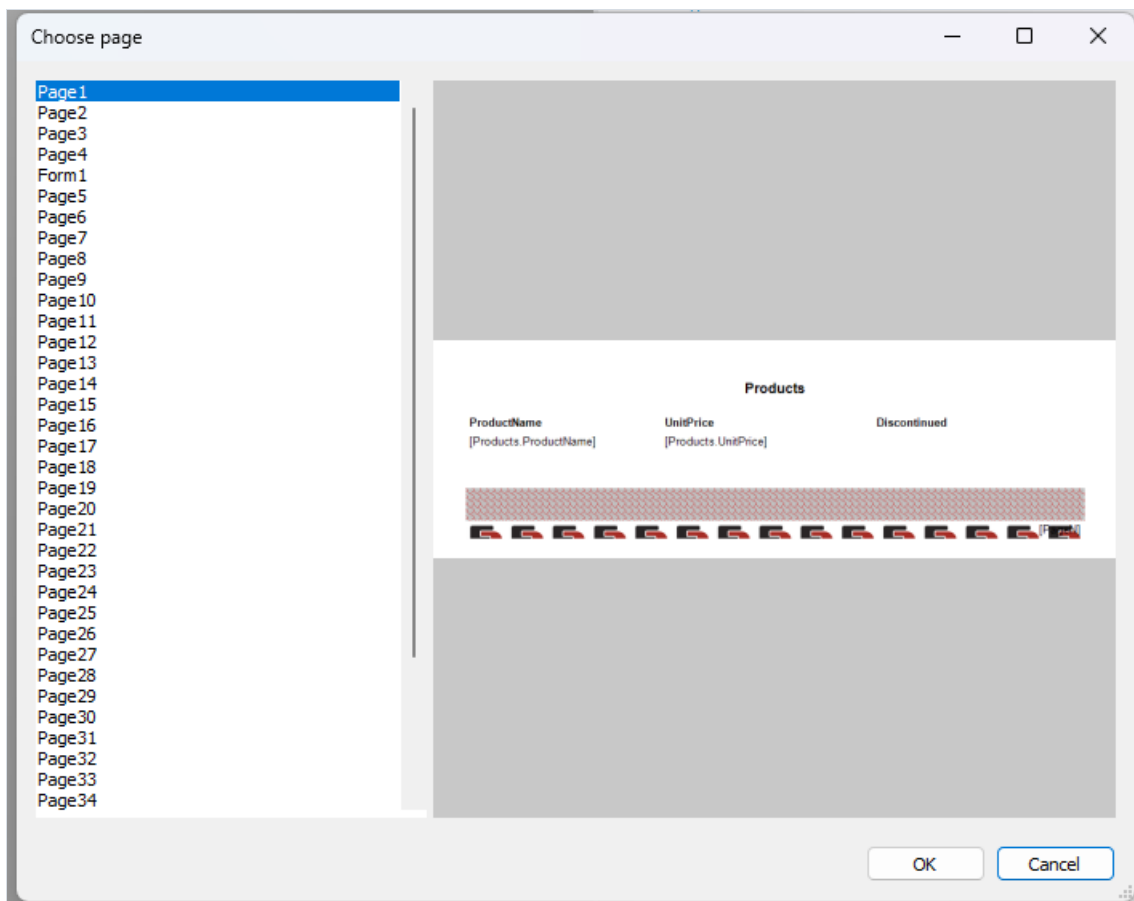 Choose page
Page1
Page2
Page3
Page4
Form1
Page5
Page6
Page7
Page8
Page9
Page10
Page11
Page12
Page13
Page14
Page15
Page16
Page17
Page18
Page19
Page20
Page21
Page22
Page23
Page24
Page25
Page26
Page27
Page28
Page29
Page30
Page31
Page32
Page33
Page34
Products
ProductName UnitPrice Discontinued
[Products.ProductName] [Products.UnitPrice]
OK Cancel